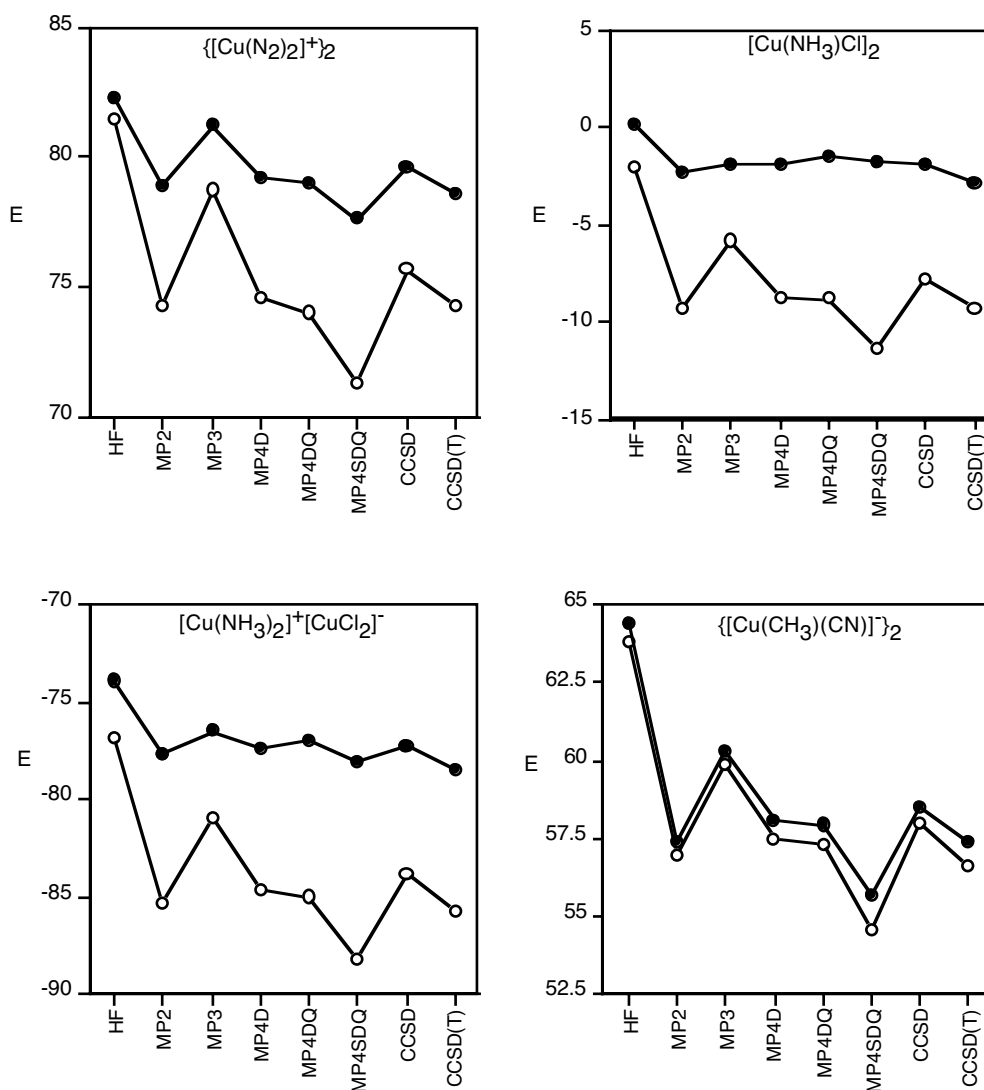 {[Cu(N2)2]+}2
85
80
75
70
E
HF
MP2
MP3
MP4D
MP4DQ
MP4SDQ
CCSD
CCSD(T)
[Cu(NH3)Cl]2
5
0
-5
-10
-15
E
HF
MP2
MP3
MP4D
MP4DQ
MP4SDQ
CCSD
CCSD(T)
[Cu(NH3)2]+[CuCl2]-
-70
-75
-80
-85
-90
E
HF
MP2
MP3
MP4D
MP4DQ
MP4SDQ
CCSD
CCSD(T)
{[Cu(CH3)(CN)]-}2
65
62.5
60
57.5
55
52.5
E
HF
MP2
MP3
MP4D
MP4DQ
MP4SDQ
CCSD
CCSD(T)